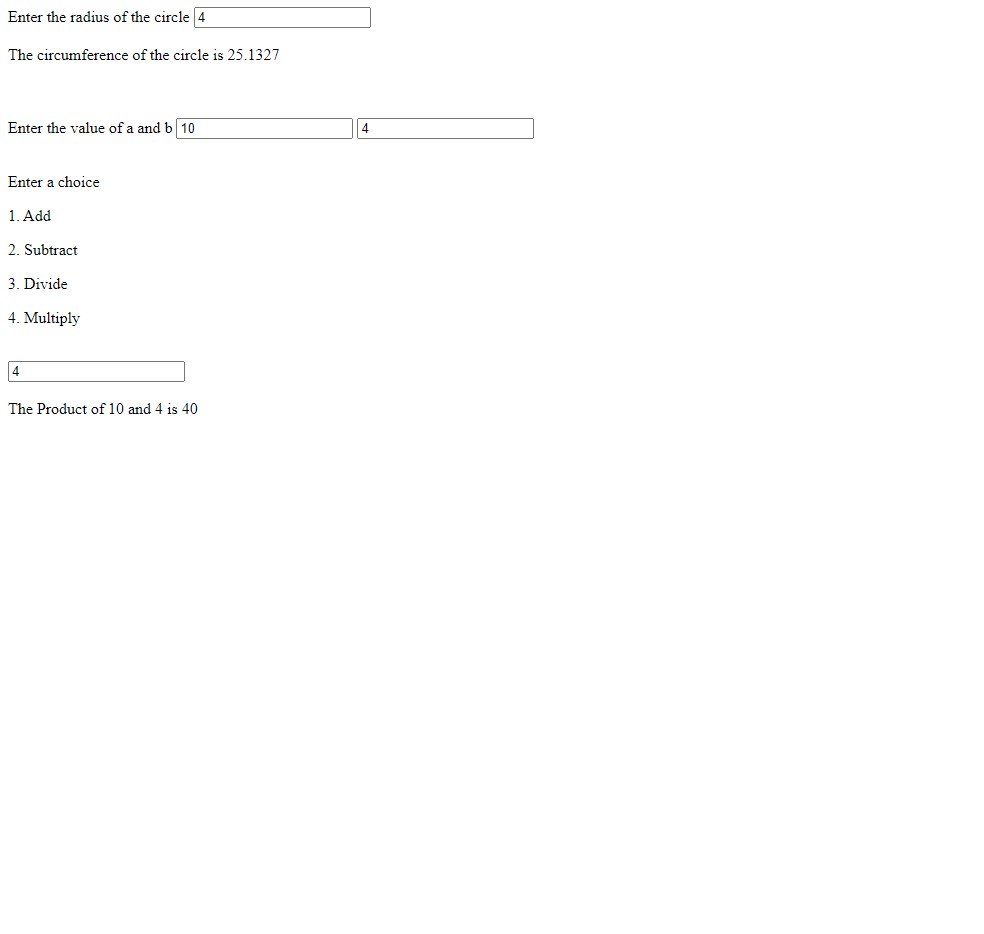 Enter the radius of the circle 4
The circumference of the circle is 25.1327
Enter the value of a and b 10 4
Enter a choice
1. Add
2. Subtract
3. Divide
4. Multiply
4
The Product of 10 and 4 is 40